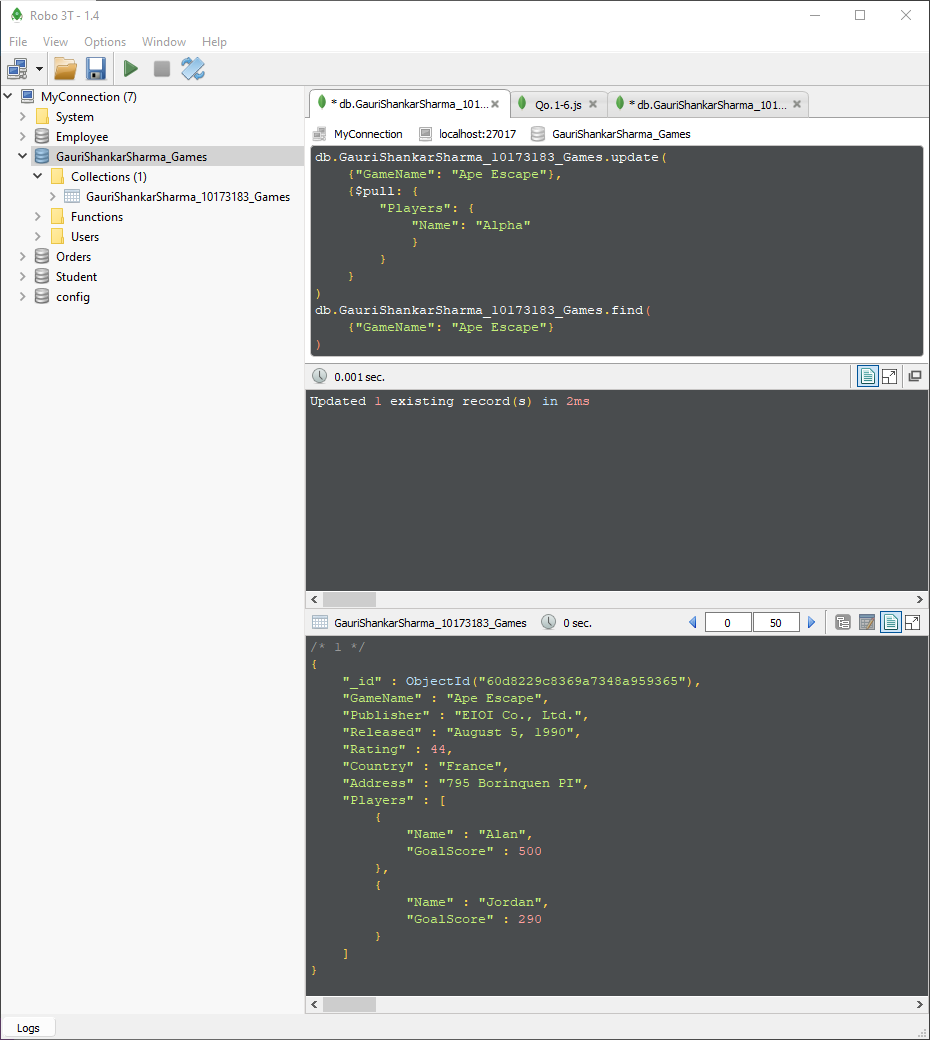 Robo 3T - 1.4
File View Options Window Help
MyConnection (7)
System
Employee
GauriShankarSharma_Games
Collections (1)
GauriShankarSharma_10173183_Games
Functions
Users
Orders
Student
config
* db.GauriShankarSharma_101... Qo.1-6.js * db.GauriShankarSharma_101...
MyConnection localhost:27017 GauriShankarSharma_Games
db.GauriShankarSharma_10173183_Games.update(
{"GameName": "Ape Escape"},
{$pull: {
"Players": {
"Name": "Alpha"
}
}
}
)
db.GauriShankarSharma_10173183_Games.find(
{"GameName": "Ape Escape"}
)
0.001 sec.
Updated 1 existing record(s) in 2ms
GauriShankarSharma_10173183_Games 0 sec. 0 50
/* 1 */
{
"_id" : ObjectId("60d8229c8369a7348a959365"),
"GameName" : "Ape Escape",
"Publisher" : "EIOI Co., Ltd.",
"Released" : "August 5, 1990",
"Rating" : 44,
"Country" : "France",
"Address" : "795 Borinquen PI",
"Players" : [
{
"Name" : "Alan",
"GoalScore" : 500
},
{
"Name" : "Jordan",
"GoalScore" : 290
}
]
}
Logs